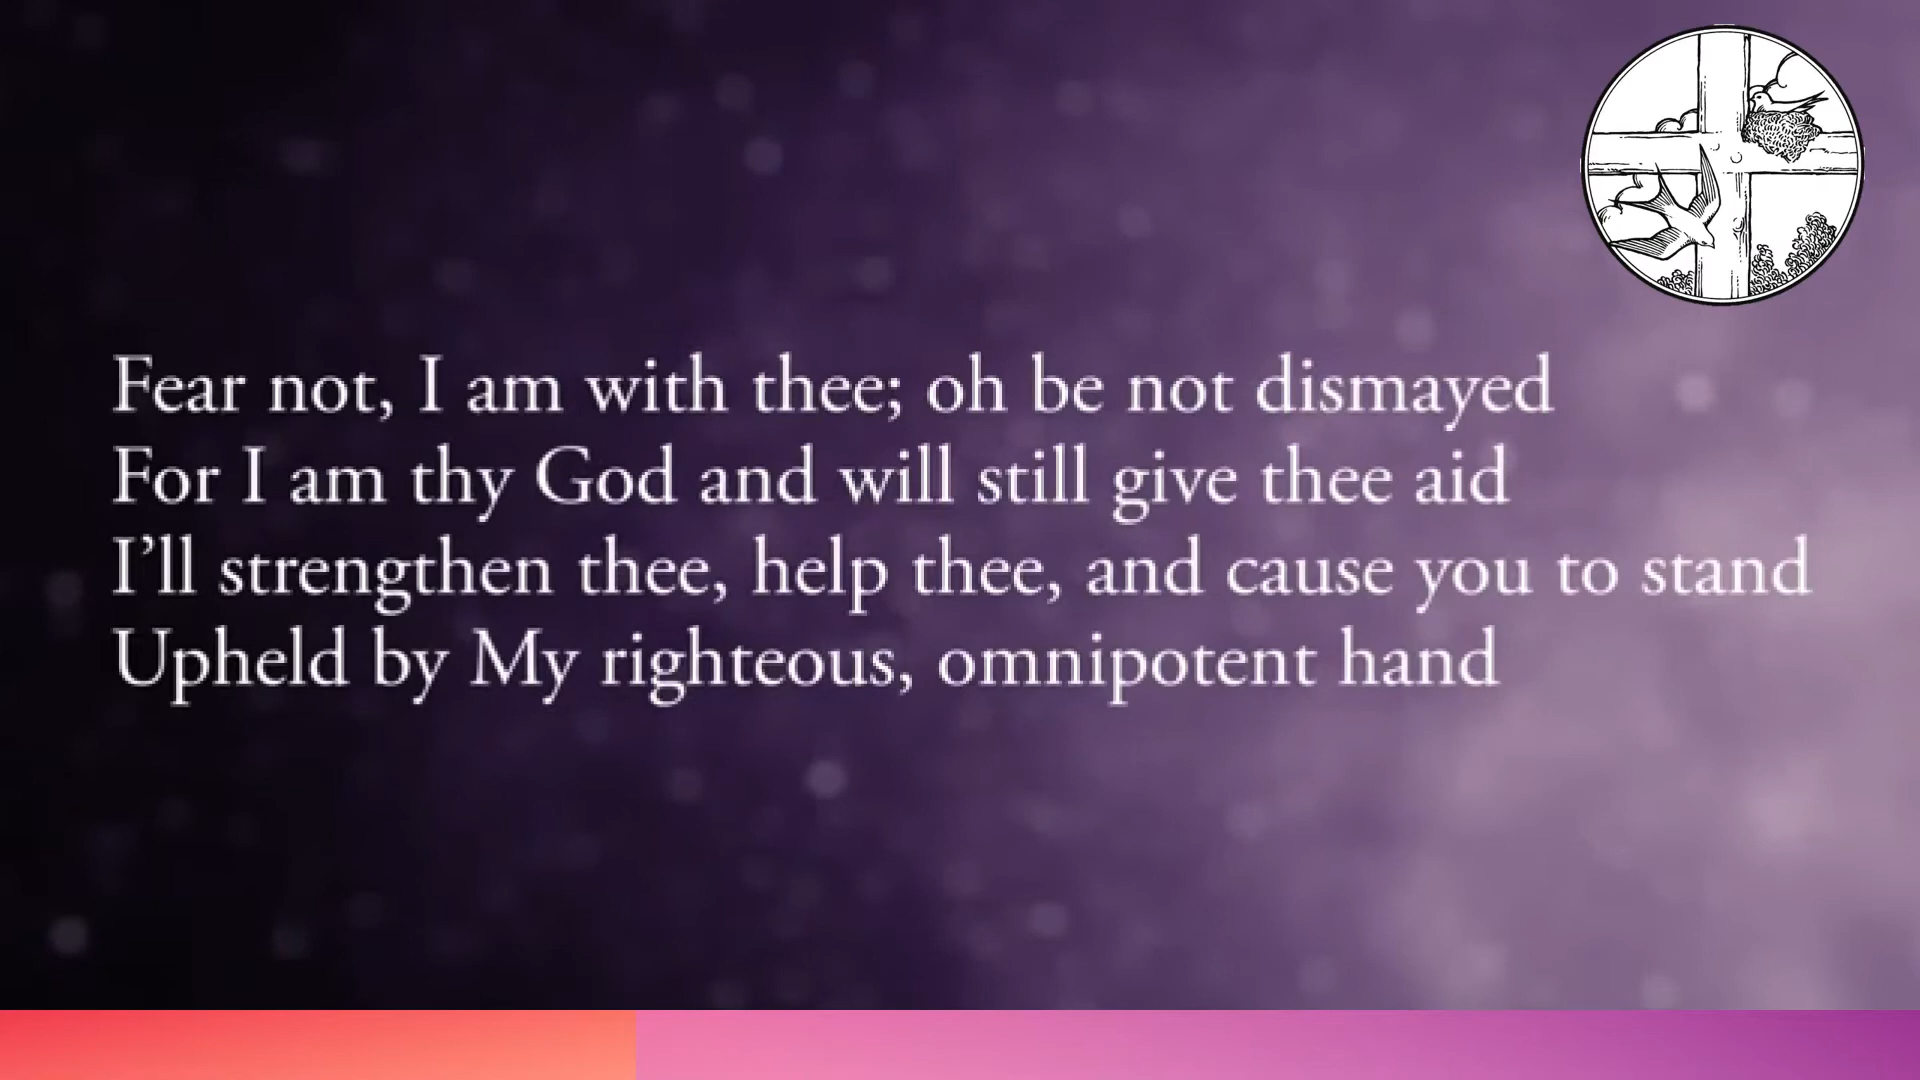 Fear not, I am with thee; oh be not dismayed
For I am thy God and will still give thee aid
I’ll strengthen thee, help thee, and cause you to stand
Upheld by My righteous, omnipotent hand